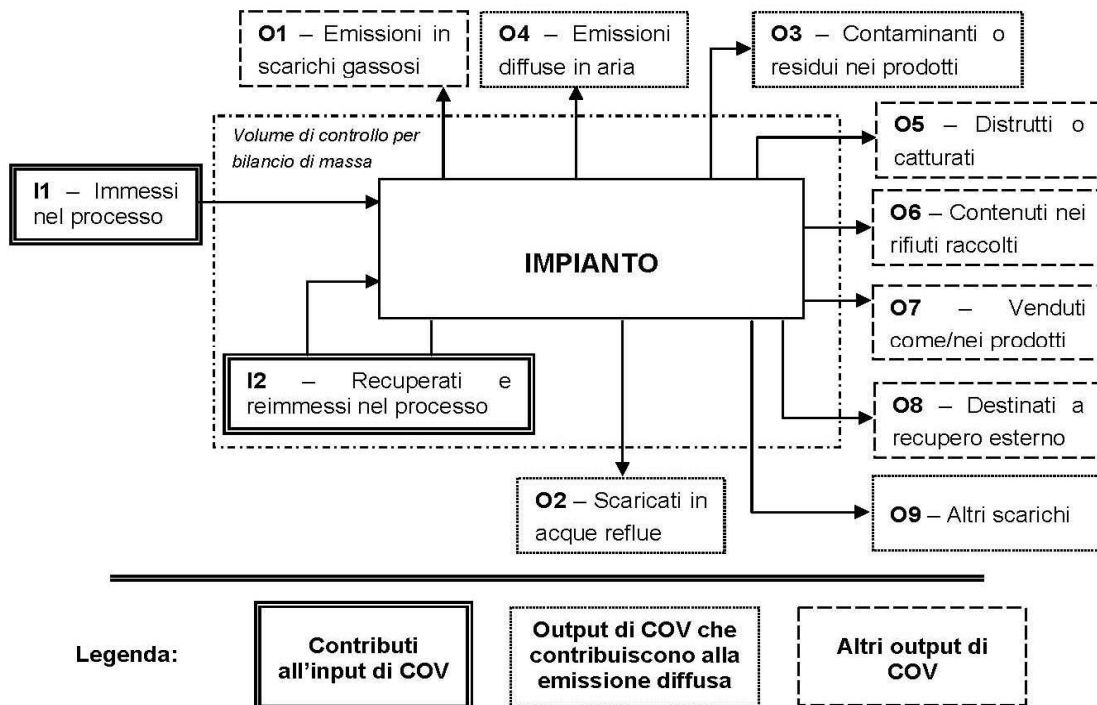 O1 – Emissioni in
scarichi gassosi
O4 – Emissioni
diffuse in aria
O3 – Contaminanti o
residui nei prodotti
Volume di controllo per
bilancio di massa
O5 – Distrutti o
catturati
I1 – Immessi
nel processo
O6 – Contenuti nei
rifiuti raccolti
IMPIANTO
O7 – Venduti
come/nei prodotti
I2 – Recuperati e
reimmessi nel processo
O8 – Destinati a
recupero esterno
O2 – Scaricati in
acque reflue
O9 – Altri scarichi
Legenda:
Contributi
all'input di COV
Output di COV che
contribuiscono alla
emissione diffusa
Altri output di
COV